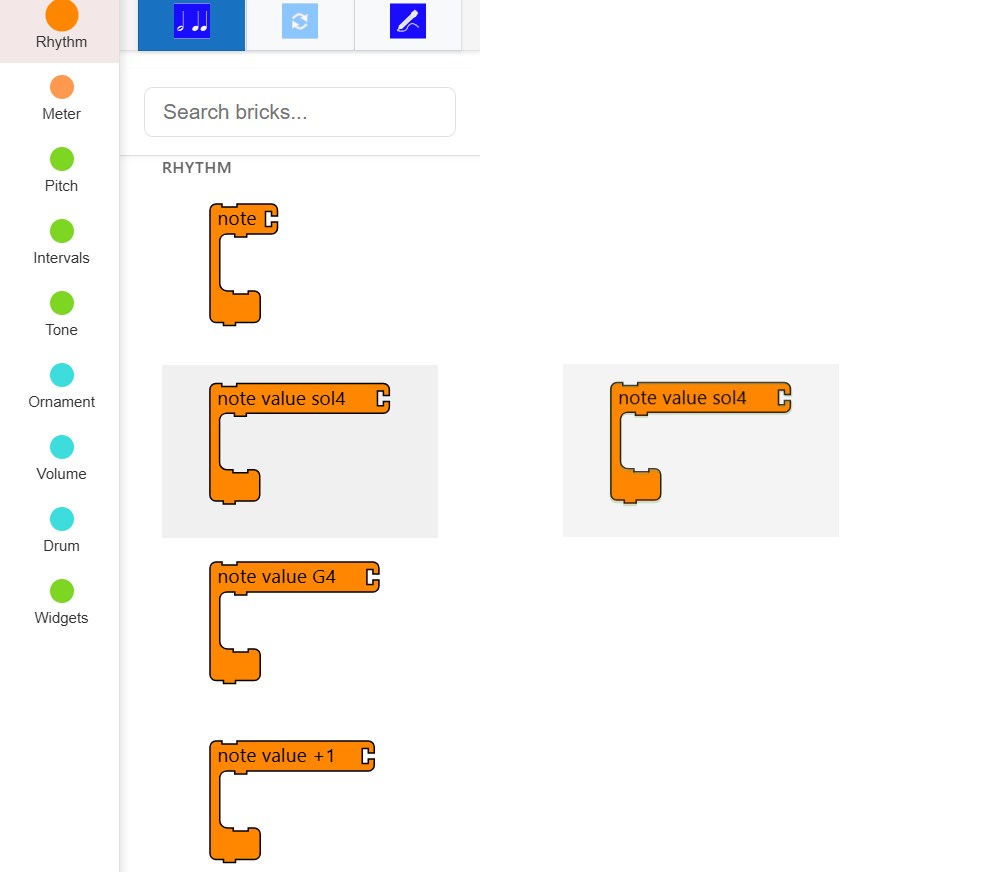 Rhythm
Meter
Pitch
Intervals
Tone
Ornament
Volume
Drum
Widgets
Search bricks...
RHYTHM
note
note value sol4
note value sol4
note value G4
note value +1